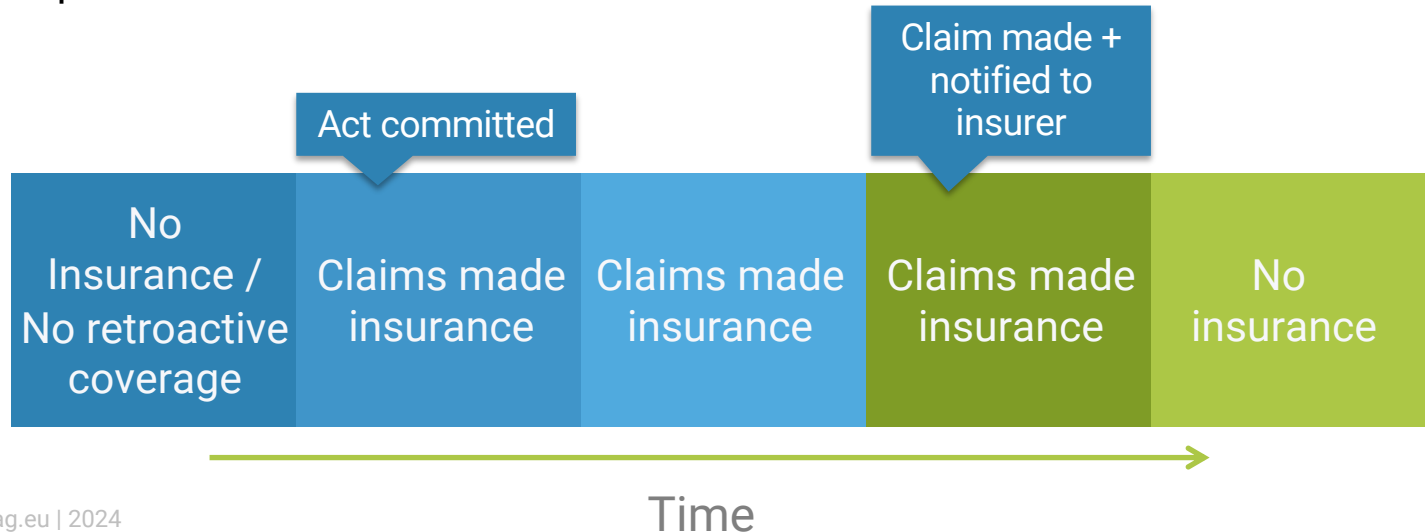 Claim made +
notified to
insurer
Act committed
No
Insurance /
No retroactive
coverage
Claims made
insurance
Claims made
insurance
Claims made
insurance
No
insurance
Time
ag.eu | 2024